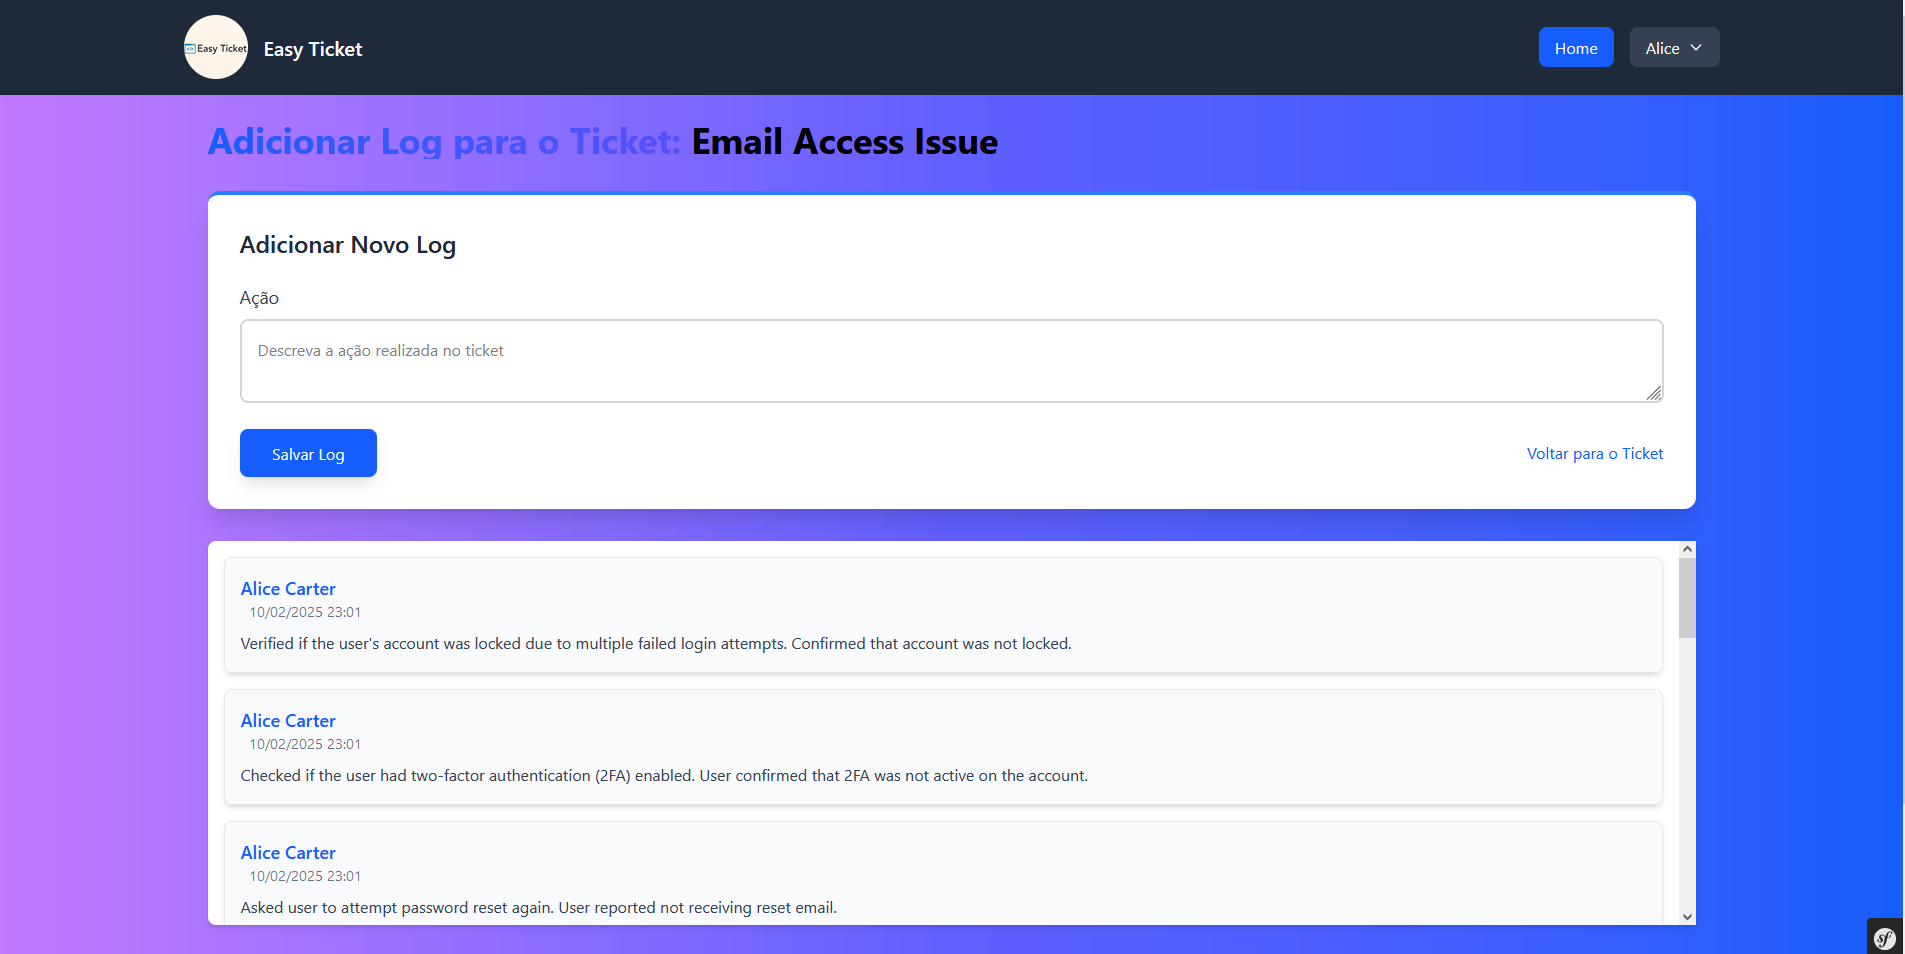 Easy Ticket
Easy Ticket
Home
Alice
Adicionar Log para o Ticket: Email Access Issue
Adicionar Novo Log
Ação
Descreva a ação realizada no ticket
Salvar Log
Voltar para o Ticket
Alice Carter
10/02/2025 23:01
Verified if the user's account was locked due to multiple failed login attempts. Confirmed that account was not locked.
Alice Carter
10/02/2025 23:01
Checked if the user had two-factor authentication (2FA) enabled. User confirmed that 2FA was not active on the account.
Alice Carter
10/02/2025 23:01
Asked user to attempt password reset again. User reported not receiving reset email.
sf